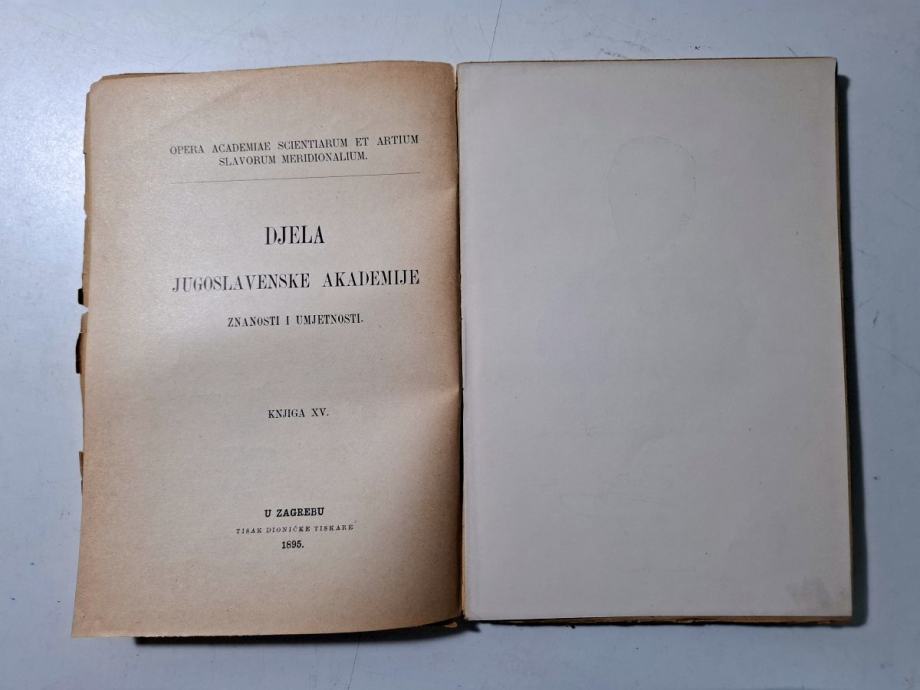 OPERA ACADEMIAE SCIENTIARUM ET ARTIUM
SLAVORUM MERIDIONALIUM.
DJELA
JUGOSLAVENSKE AKADEMIJE
ZNANOSTI I UMJETNOSTI.
KNJIGA XV.
U ZAGREBU
TISAK DIONIČKE TISKARE
1895.